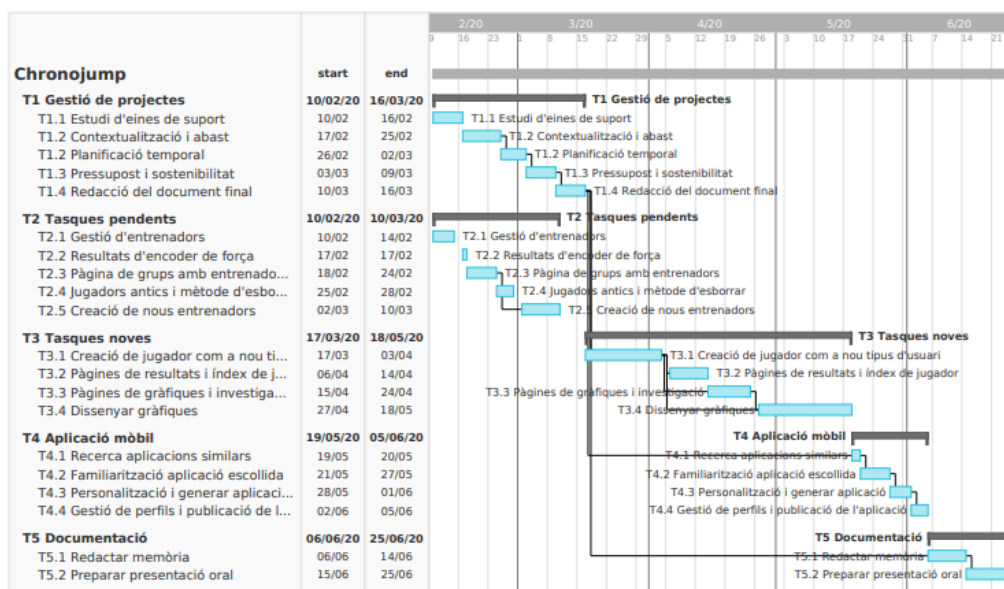 2/20 3/20 4/20 5/20 6/20
9 16 23 1 8 15 22 29 5 12 19 26 3 10 17 24 31 7 14 21
Chronojump start end
T1 Gestió de projectes 10/02/20 16/03/20 T1 Gestió de projectes
T1.1 Estudi d'eines de suport 10/02 16/02 T1.1 Estudi d'eines de suport
T1.2 Contextualització i abast 17/02 25/02 T1.2 Contextualització i abast
T1.2 Planificació temporal 26/02 02/03 T1.2 Planificació temporal
T1.3 Pressupost i sostenibilitat 03/03 09/03 T1.3 Pressupost i sostenibilitat
T1.4 Redacció del document final 10/03 16/03 T1.4 Redacció del document final
T2 Tasques pendents 10/02/20 10/03/20 T2 Tasques pendents
T2.1 Gestió d'entrenadors 10/02 14/02 T2.1 Gestió d'entrenadors
T2.2 Resultats d'encoder de força 17/02 17/02 T2.2 Resultats d'encoder de força
T2.3 Pàgina de grups amb entrenado... 18/02 24/02 T2.3 Pàgina de grups amb entrenadors
T2.4 Jugadors antics i mètode d'esbo... 25/02 28/02 T2.4 Jugadors antics i mètode d'esborrar
T2.5 Creació de nous entrenadors 02/03 10/03 T2.5 Creació de nous entrenadors
T3 Tasques noves 17/03/20 18/05/20 T3 Tasques noves
T3.1 Creació de jugador com a nou ti... 17/03 03/04 T3.1 Creació de jugador com a nou tipus d'usuari
T3.2 Pàgines de resultats i índex de j... 06/04 14/04 T3.2 Pàgines de resultats i índex de jugador
T3.3 Pàgines de gràfiques i investiga... 15/04 24/04 T3.3 Pàgines de gràfiques i investigació
T3.4 Dissenyar gràfiques 27/04 18/05 T3.4 Dissenyar gràfiques
T4 Aplicació mòbil 19/05/20 05/06/20 T4 Aplicació mòbil
T4.1 Recerca aplicacions similars 19/05 20/05 T4.1 Recerca aplicacions similars
T4.2 Familiarització aplicació escollida 21/05 27/05 T4.2 Familiarització aplicació escollida
T4.3 Personalització i generar aplicaci... 28/05 01/06 T4.3 Personalització i generar aplicació
T4.4 Gestió de perfils i publicació de l... 02/06 05/06 T4.4 Gestió de perfils i publicació de l'aplicació
T5 Documentació 06/06/20 25/06/20 T5 Documentació
T5.1 Redactar memòria 06/06 14/06 T5.1 Redactar memòria
T5.2 Preparar presentació oral 15/06 25/06 T5.2 Preparar presentació oral